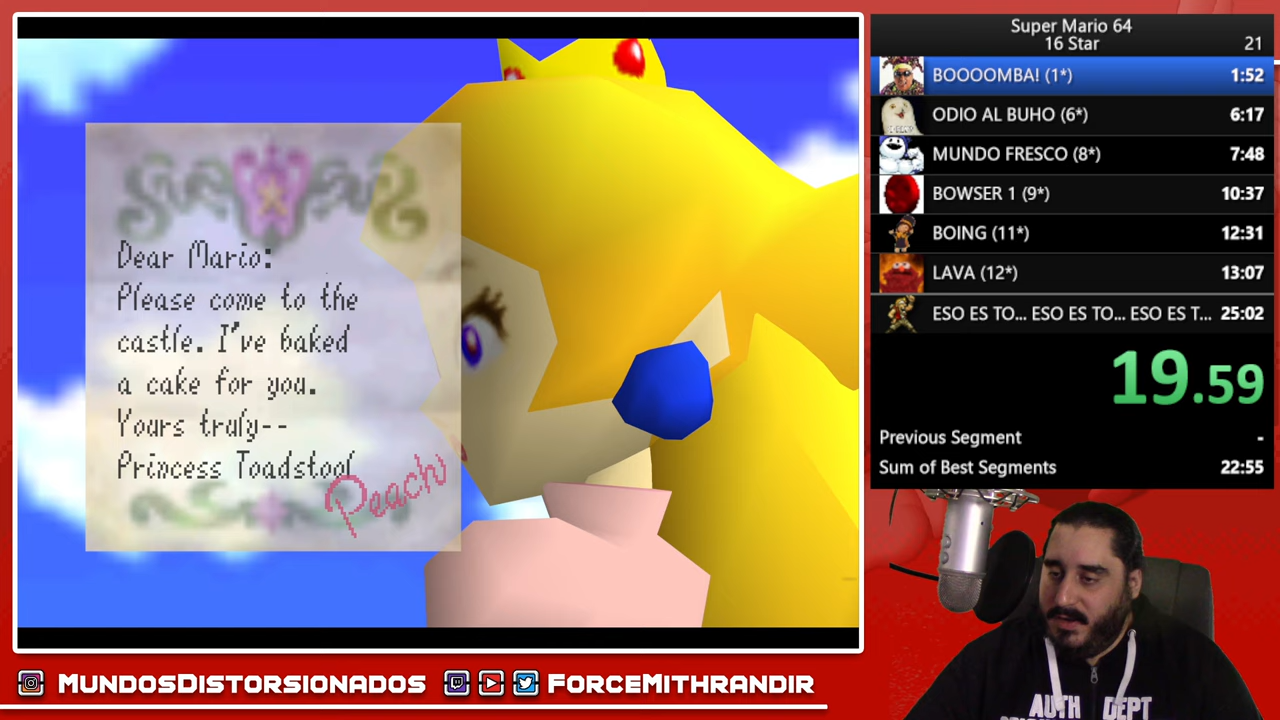 Dear Mario:
Please come to the
castle. I've baked
a cake for you.
Yours truly--
Princess Toadstool
Peach
Super Mario 64
16 Star 21
BOOOOMBA! (1*) 1:52
ODIO AL BUHO (6*) 6:17
MUNDO FRESCO (8*) 7:48
BOWSER 1 (9*) 10:37
BOING (11*) 12:31
LAVA (12*) 13:07
ESO ES TO... ESO ES TO... ESO ES T... 25:02
19.59
Previous Segment -
Sum of Best Segments 22:55
AUTH DEPT
MUNDOSDISTORSIONADOS FORCEMITHRANDIR